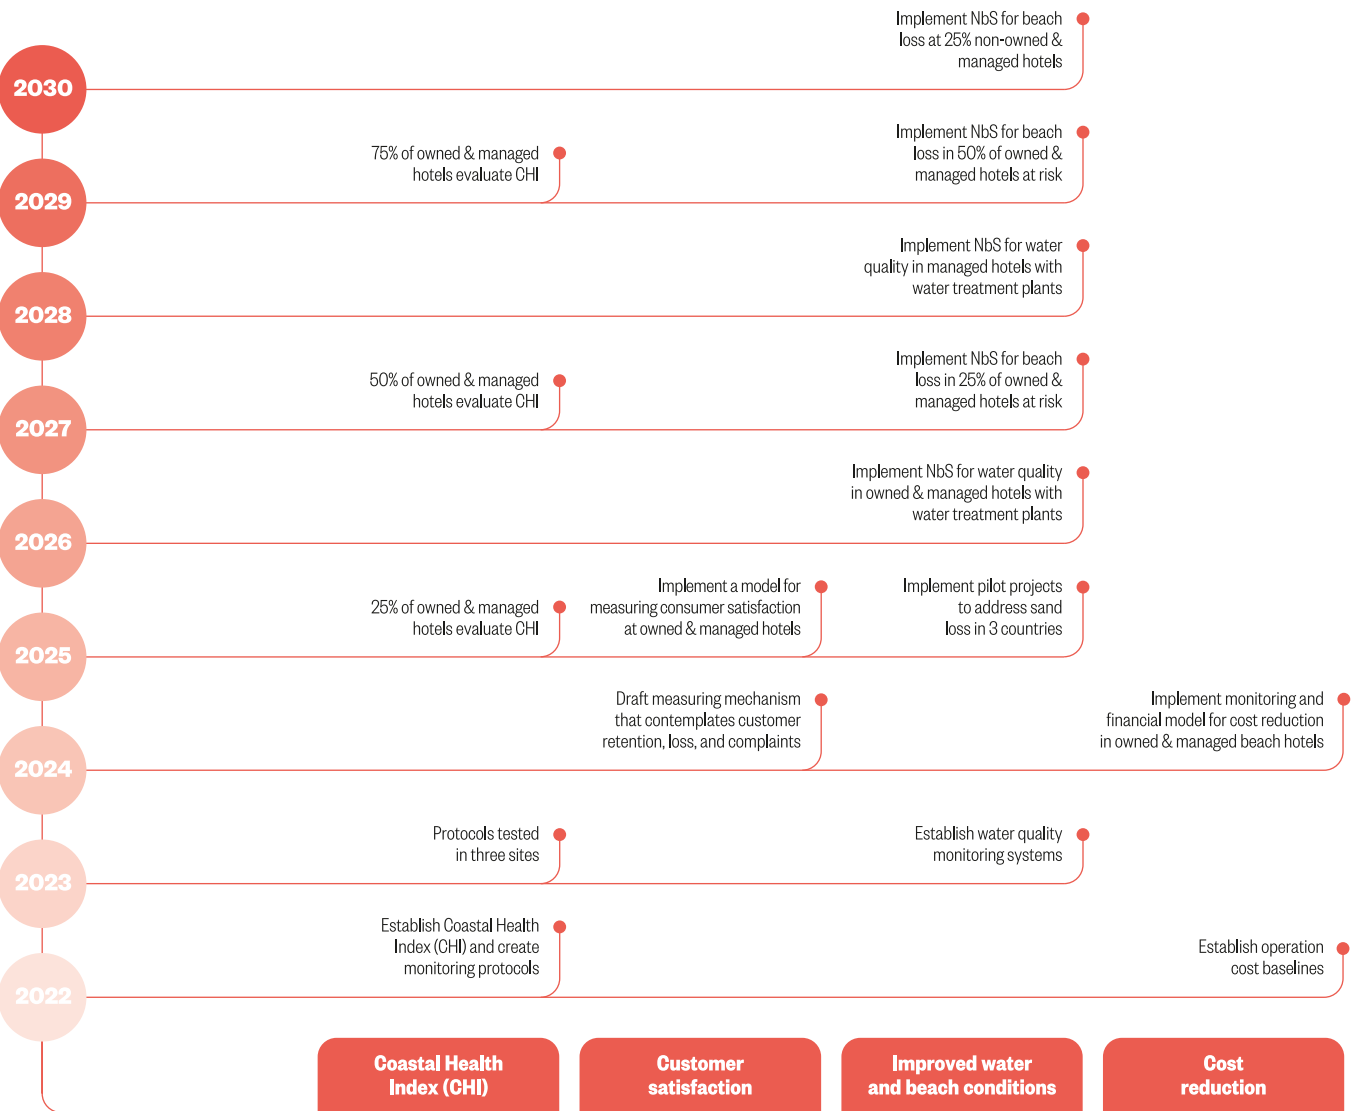 Implement NbS for beach
loss at 25% non-owned &
managed hotels
2030
75% of owned & managed
hotels evaluate CHI
Implement NbS for beach
loss in 50% of owned &
managed hotels at risk
2029
Implement NbS for water
quality in managed hotels with
water treatment plants
2028
50% of owned & managed
hotels evaluate CHI
Implement NbS for beach
loss in 25% of owned &
managed hotels at risk
2027
Implement NbS for water quality
in owned & managed hotels with
water treatment plants
2026
25% of owned & managed
hotels evaluate CHI
Implement a model for
measuring consumer satisfaction
at owned & managed hotels
Implement pilot projects
to address sand
loss in 3 countries
2025
Draft measuring mechanism
that contemplates customer
retention, loss, and complaints
Implement monitoring and
financial model for cost reduction
in owned & managed beach hotels
2024
Protocols tested
in three sites
Establish water quality
monitoring systems
2023
Establish Coastal Health
Index (CHI) and create
monitoring protocols
Establish operation
cost baselines
2022
Coastal Health
Index (CHI)
Customer
satisfaction
Improved water
and beach conditions
Cost
reduction